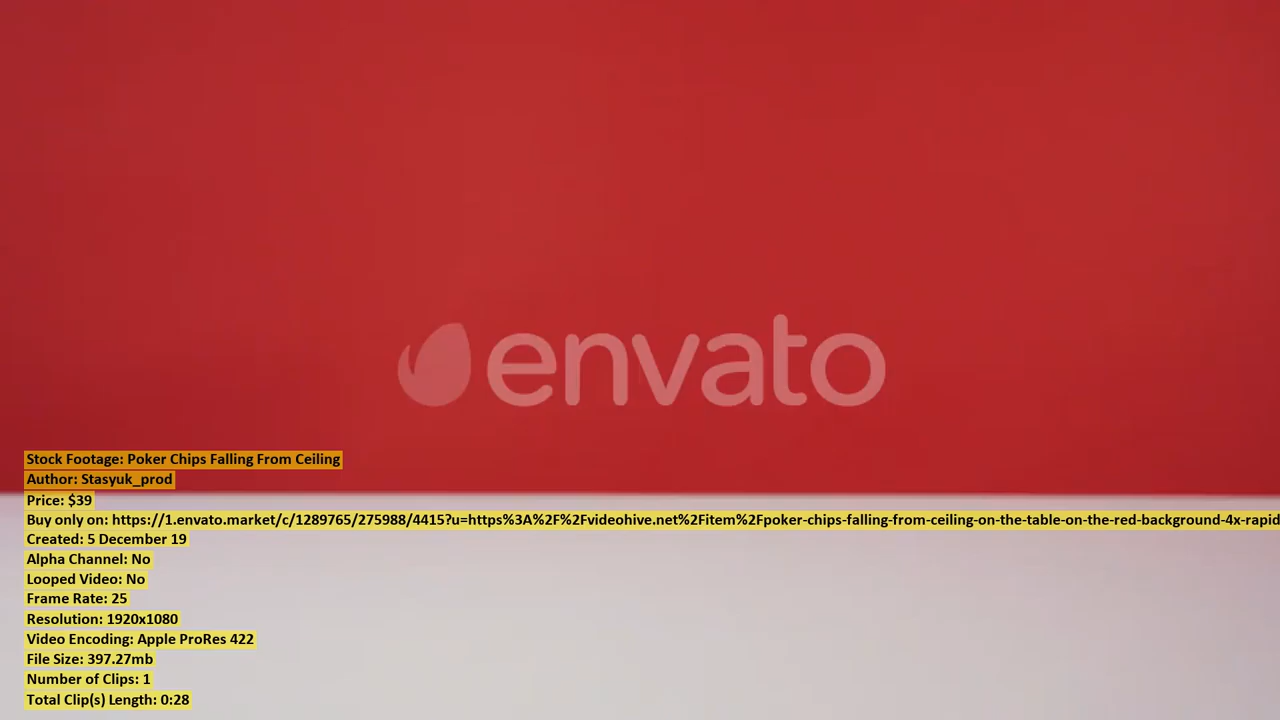 envato
Stock Footage: Poker Chips Falling From Ceiling
Author: Stasyuk_prod
Price: $39
Buy only on: https://1.envato.market/c/1289765/275988/4415?u=https%3A%2F%2Fvideohive.net%2Fitem%2Fpoker-chips-falling-from-ceiling-on-the-table-on-the-red-background-4x-rapid
Created: 5 December 19
Alpha Channel: No
Looped Video: No
Frame Rate: 25
Resolution: 1920x1080
Video Encoding: Apple ProRes 422
File Size: 397.27mb
Number of Clips: 1
Total Clip(s) Length: 0:28